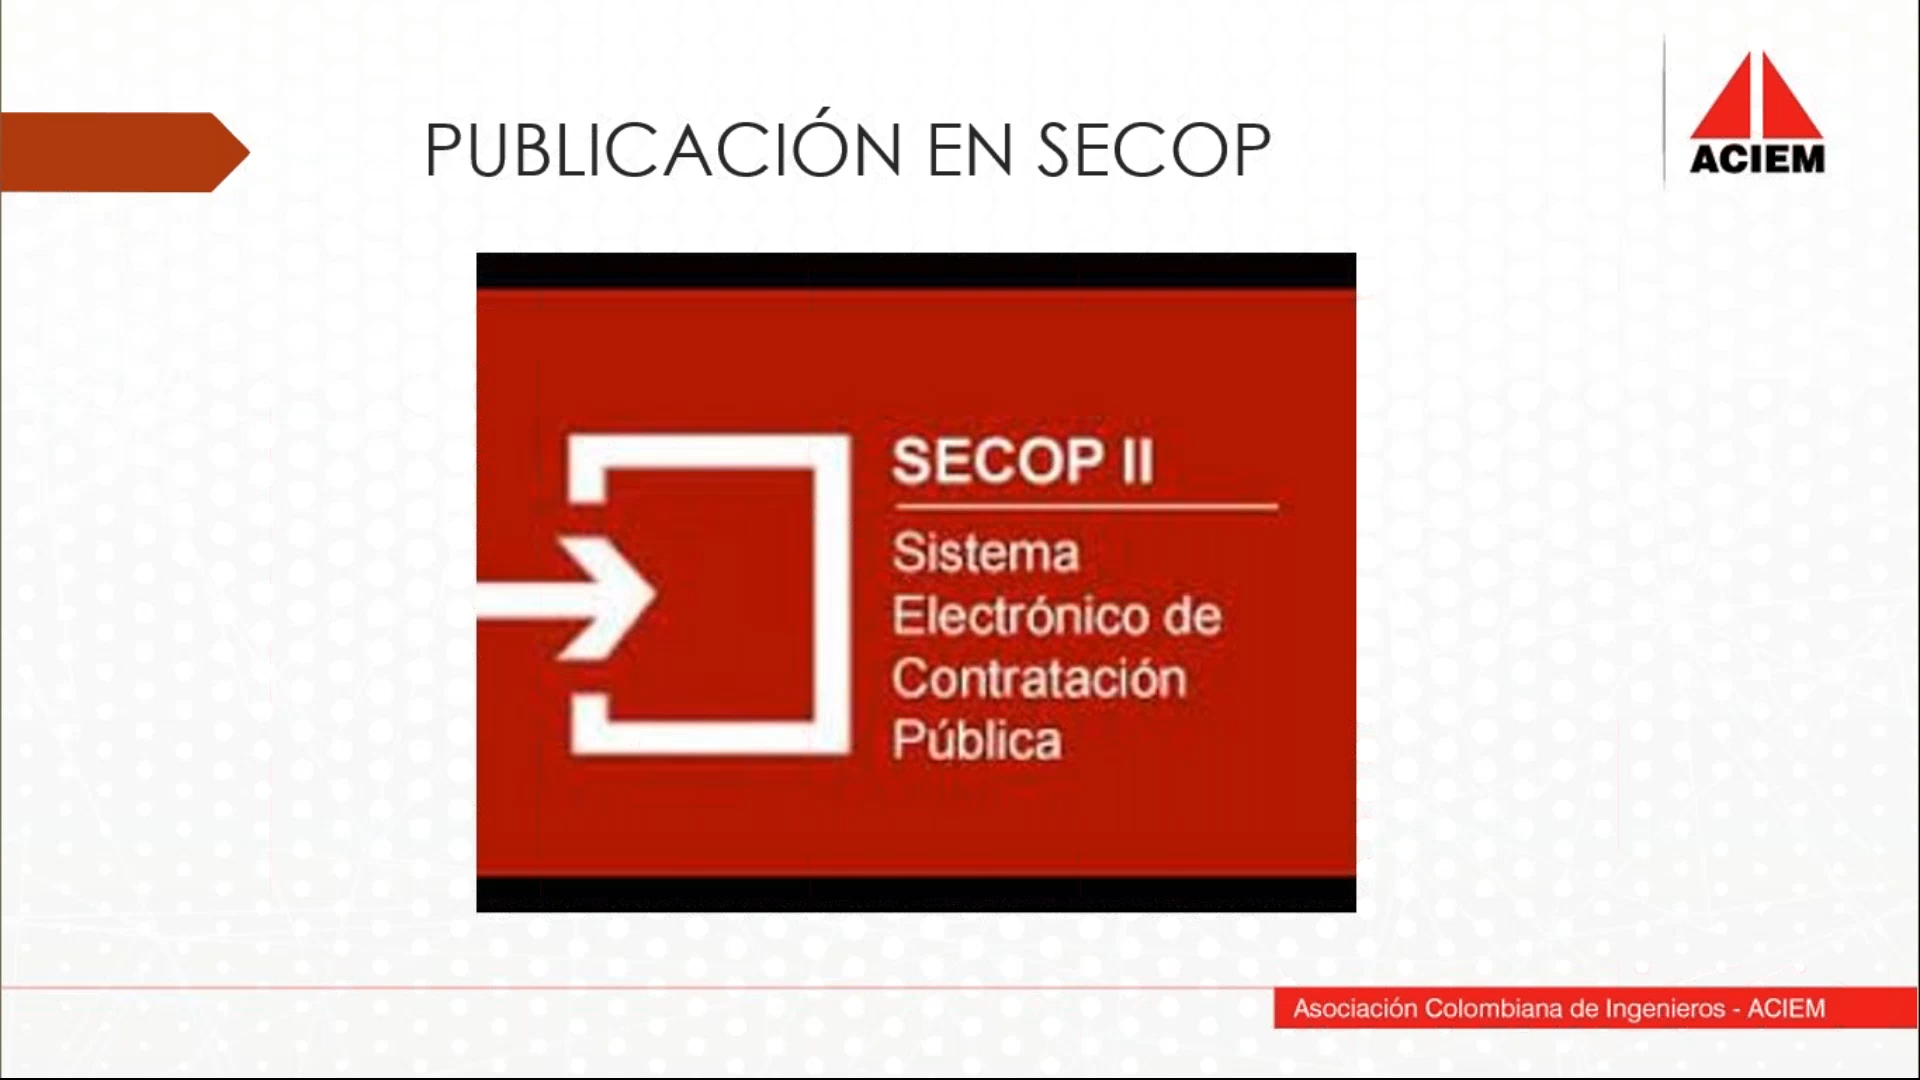 PUBLICACIÓN EN SECOP
ACIEM
SECOP II
Sistema
Electrónico de
Contratación
Pública
Asociación Colombiana de Ingenieros - ACIEM